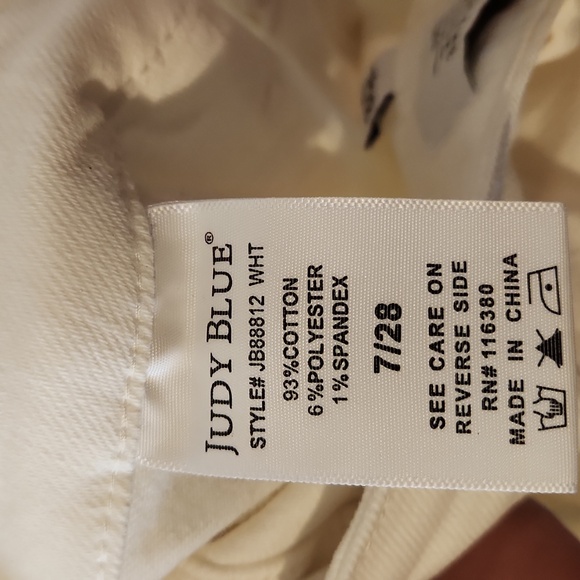 JUDY BLUE®
STYLE# JB88812 WHT
93%COTTON
6%POLYESTER
1%SPANDEX
7/28
SEE CARE ON
REVERSE SIDE
RN# 116380
MADE IN CHINA